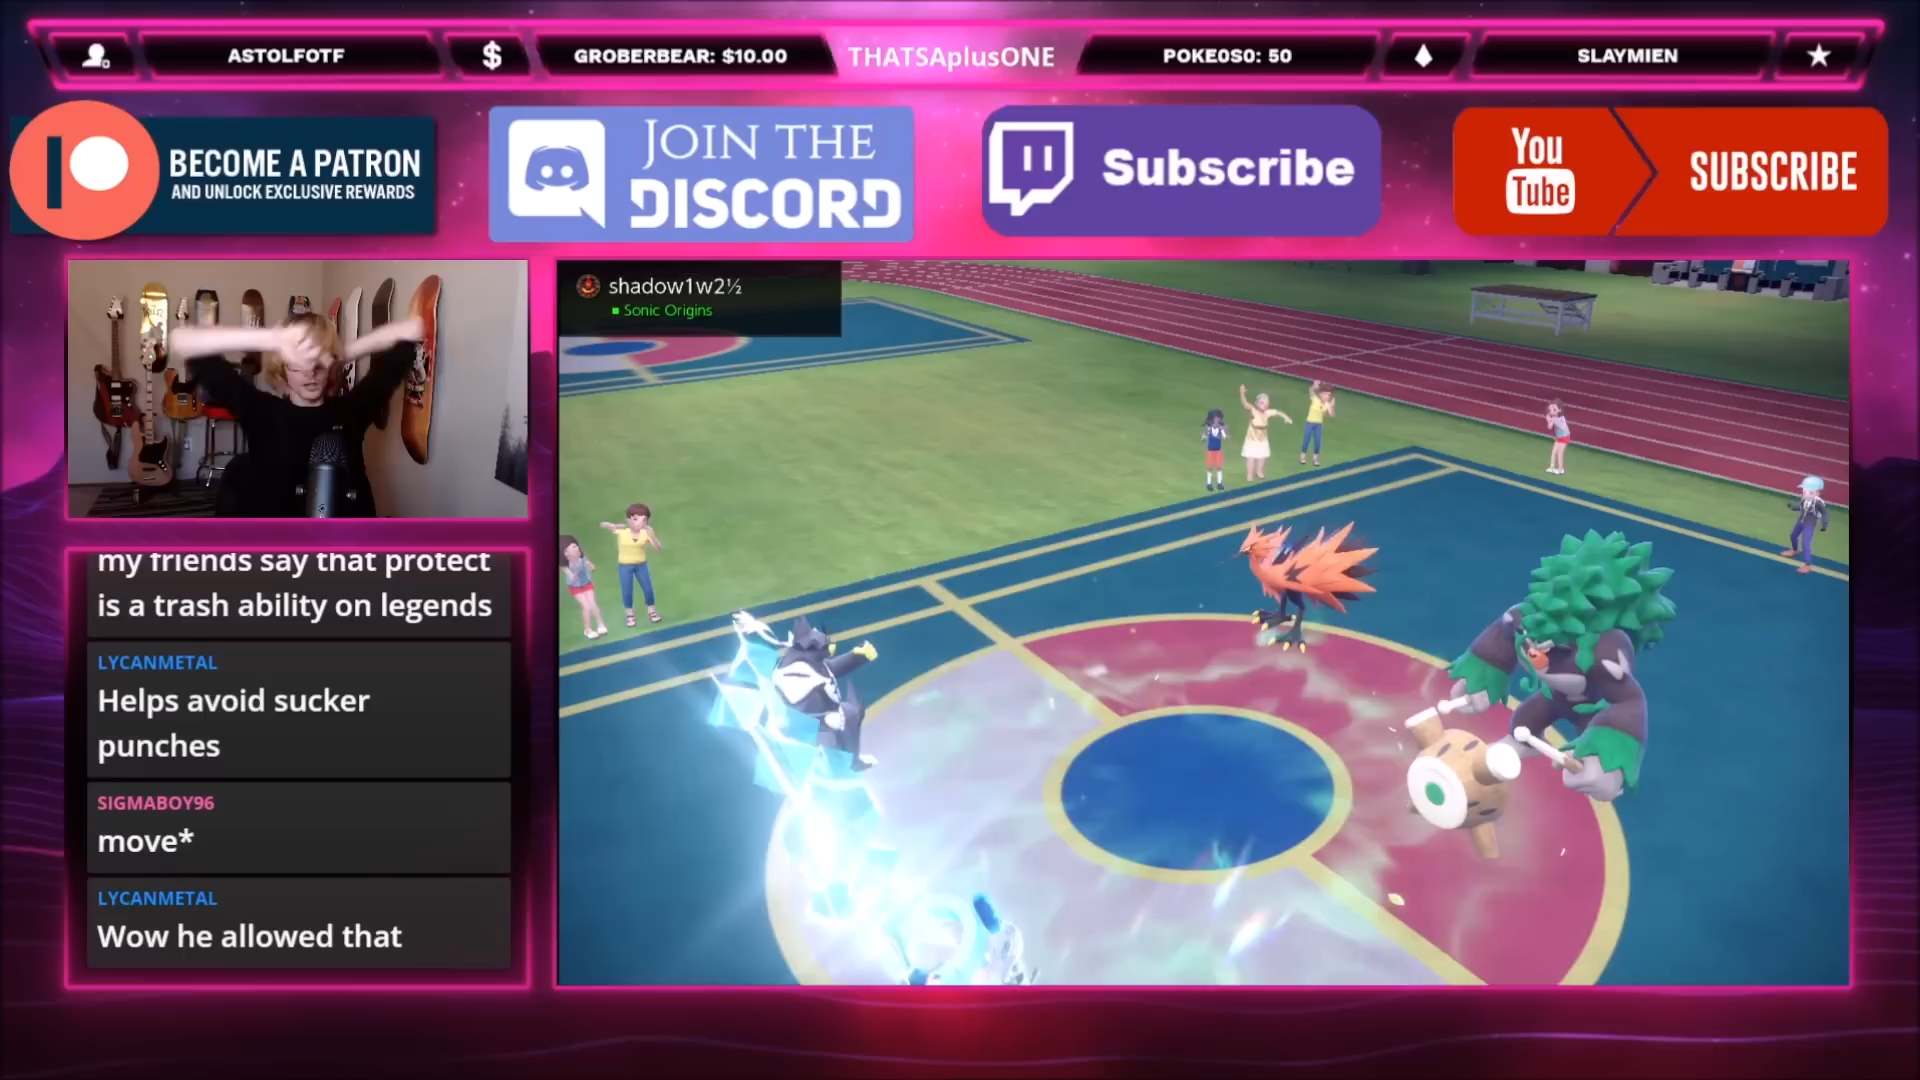 ASTOLFOTF
$
GROBERBEAR: $10.00
THATSAplusONE
POKE0S0: 50
SLAYMIEN
BECOME A PATRON
AND UNLOCK EXCLUSIVE REWARDS
JOIN THE
DISCORD
Subscribe
You
Tube
SUBSCRIBE
shadow1w2½
Sonic Origins
my friends say that protect
is a trash ability on legends
LYCANMETAL
Helps avoid sucker
punches
SIGMABOY96
move*
LYCANMETAL
Wow he allowed that